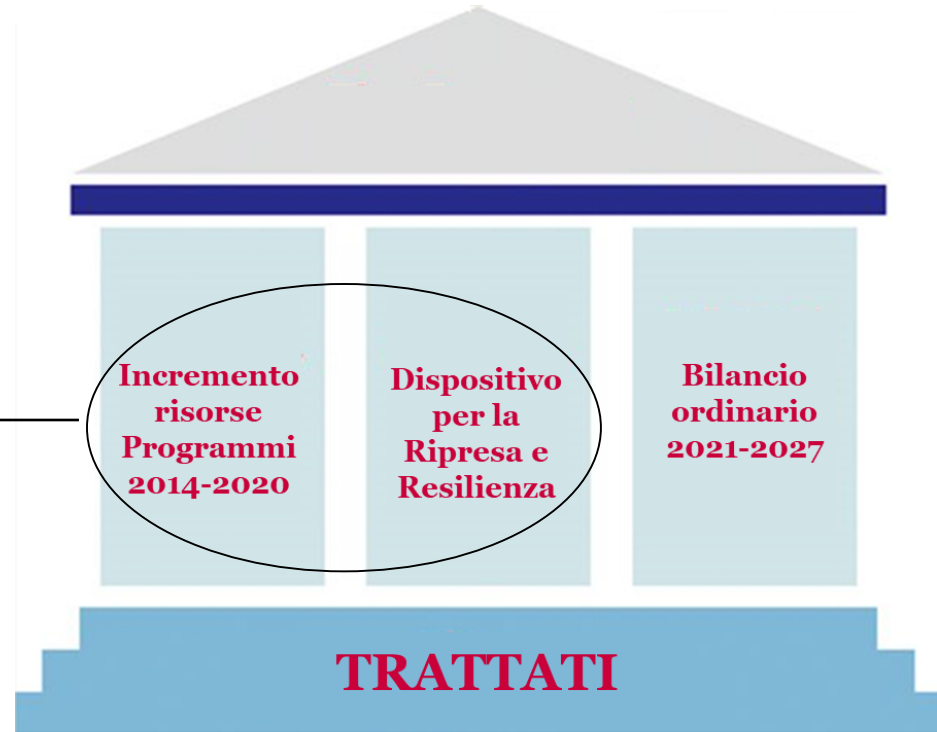 Incremento
risorse
Programmi
2014-2020
Dispositivo
per la
Ripresa e
Resilienza
Bilancio
ordinario
2021-2027
TRATTATI